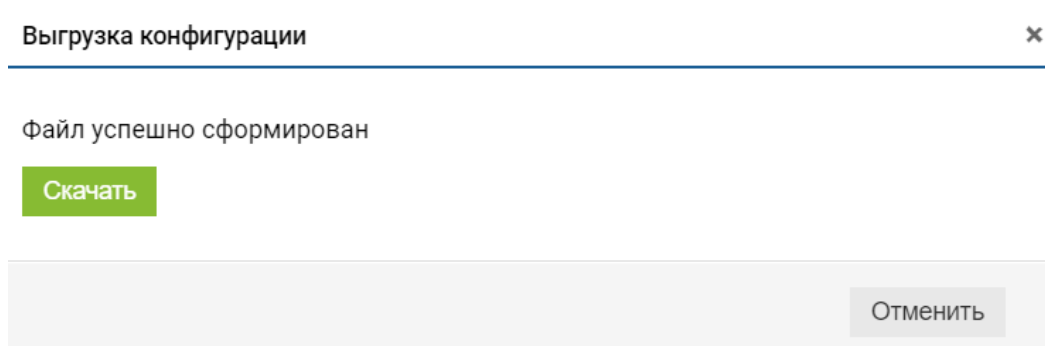 Выгрузка конфигурации
Файл успешно сформирован
Скачать
Отменить